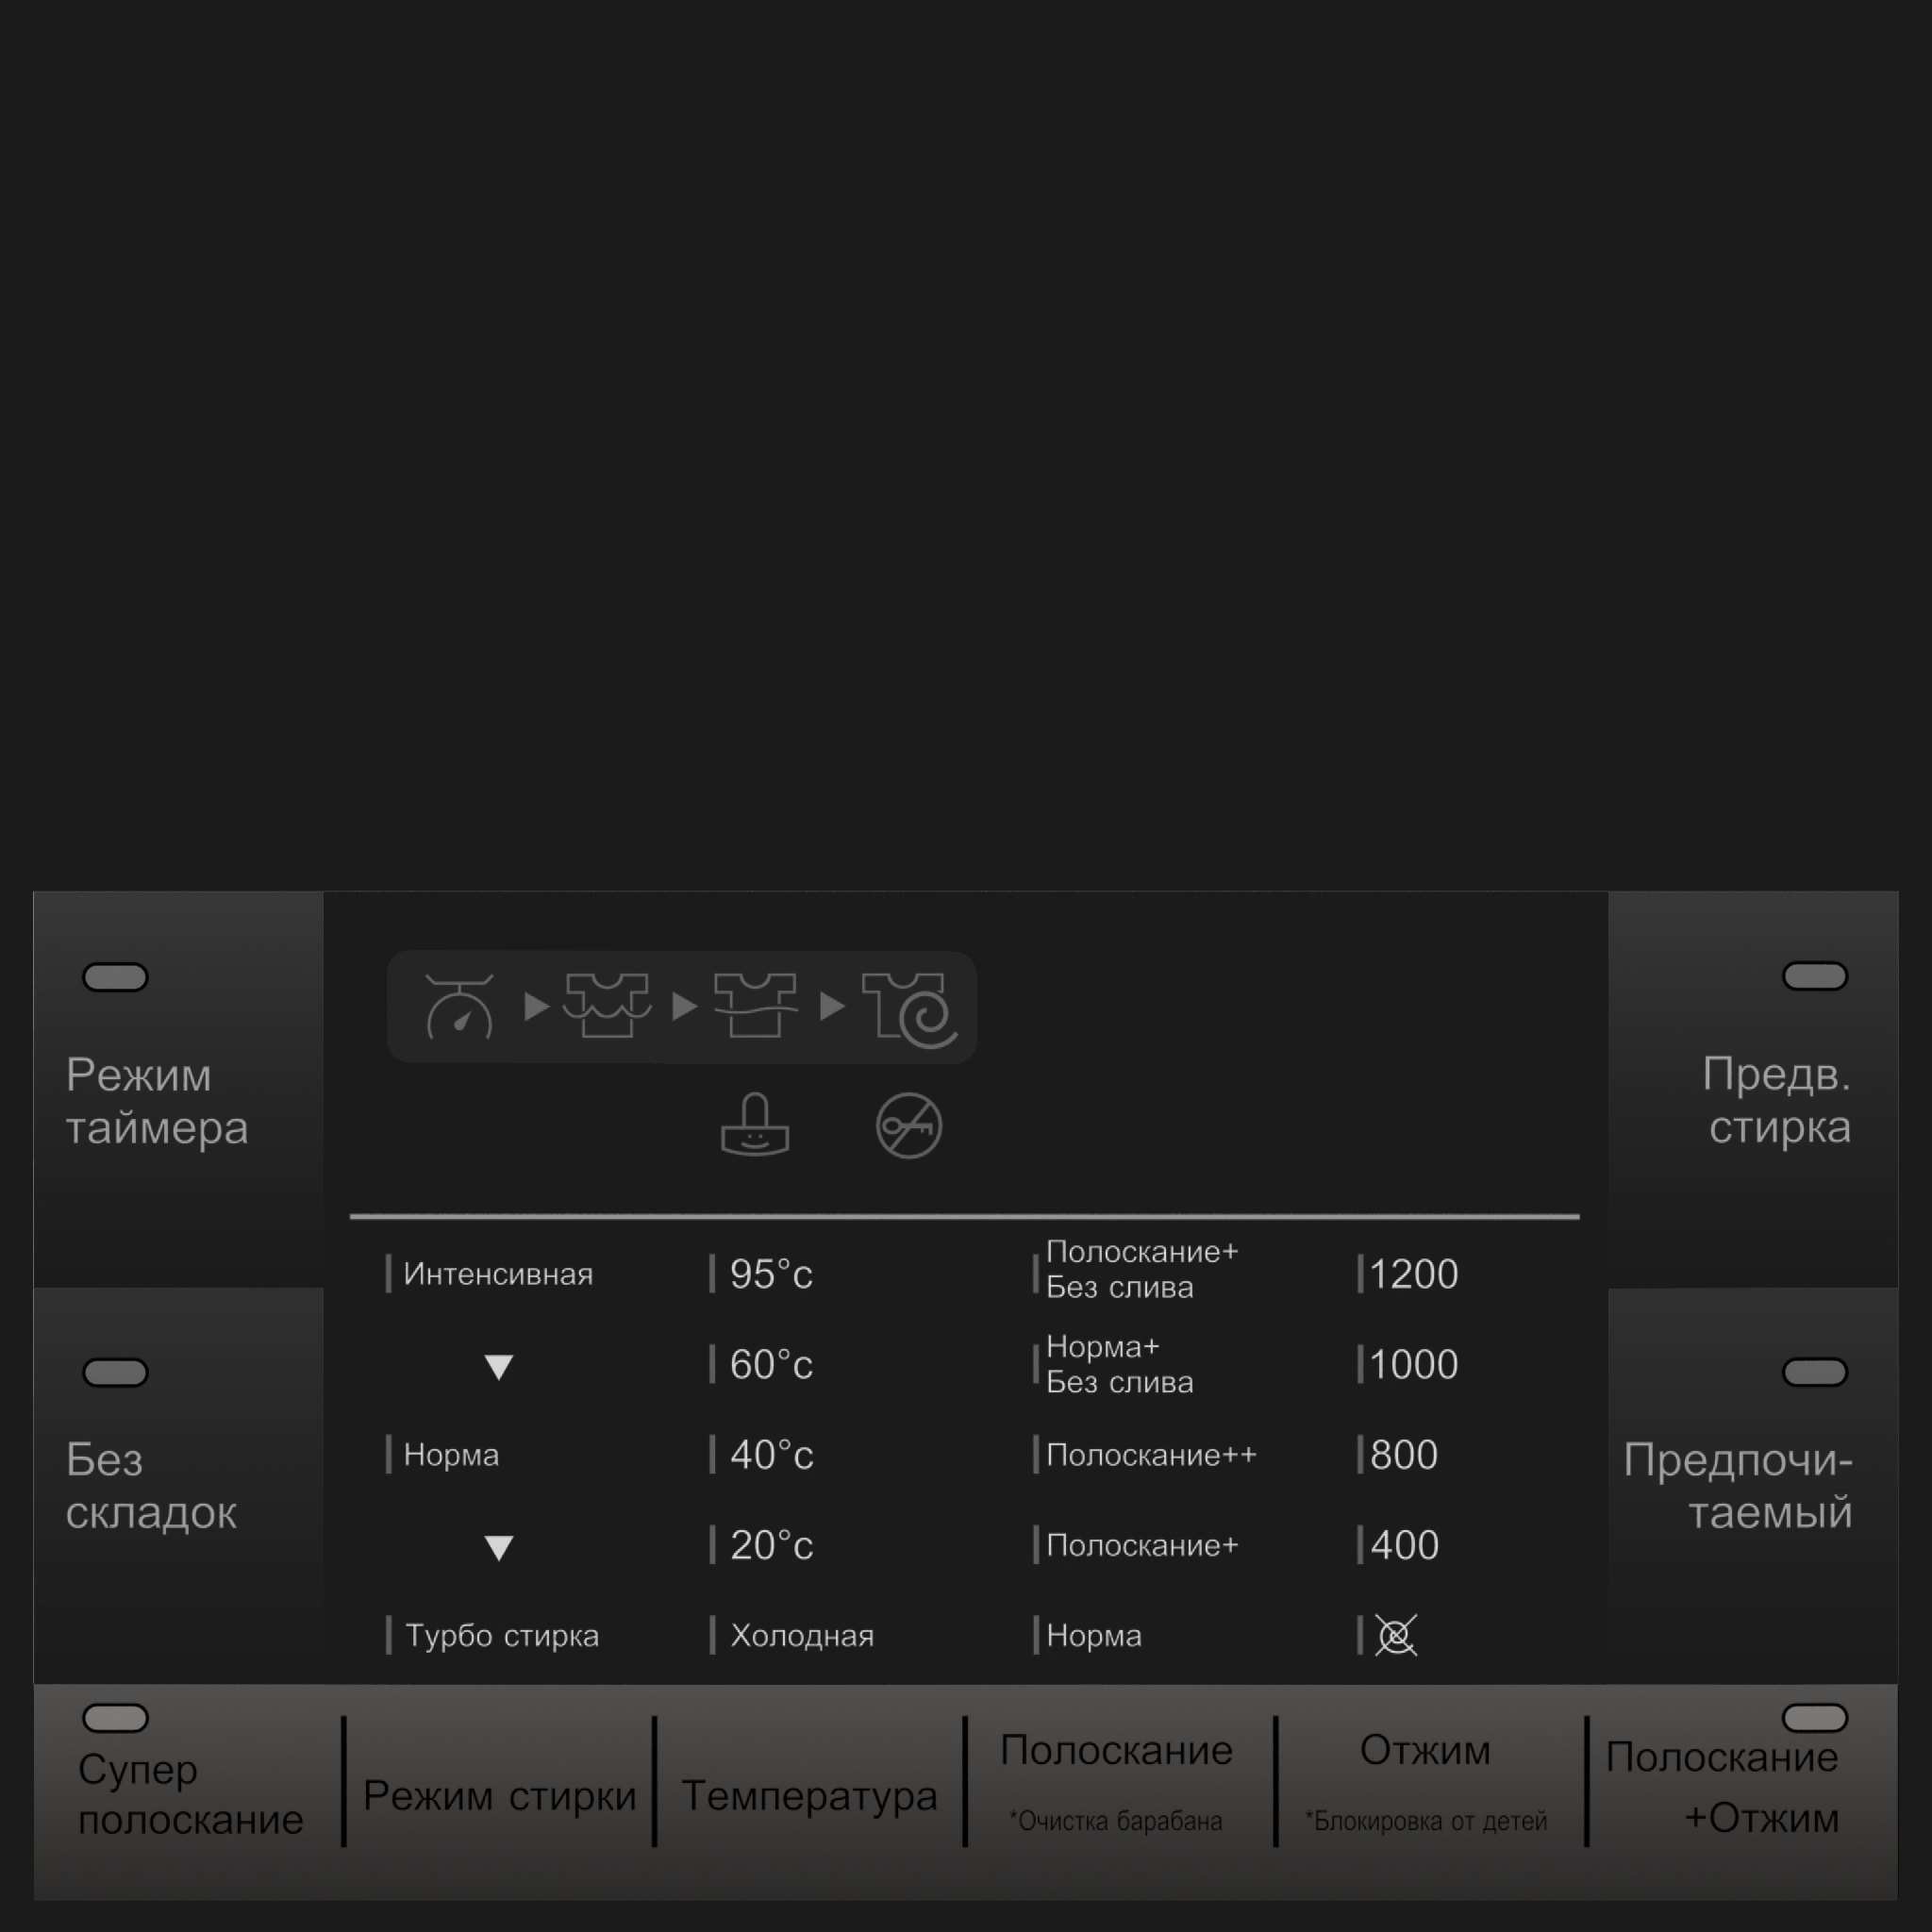 Режим
таймера
Предв.
стирка
Интенсивная
95°c
Полоскание+
Без слива
1200
60°c
Норма+
Без слива
1000
Без
складок
Норма
40°c
Полоскание++
800
Предпочи-
таемый
20°c
Полоскание+
400
Турбо стирка
Холодная
Норма
Супер
полоскание
Режим стирки
Температура
Полоскание
*Очистка барабана
Отжим
*Блокировка от детей
Полоскание
+Отжим